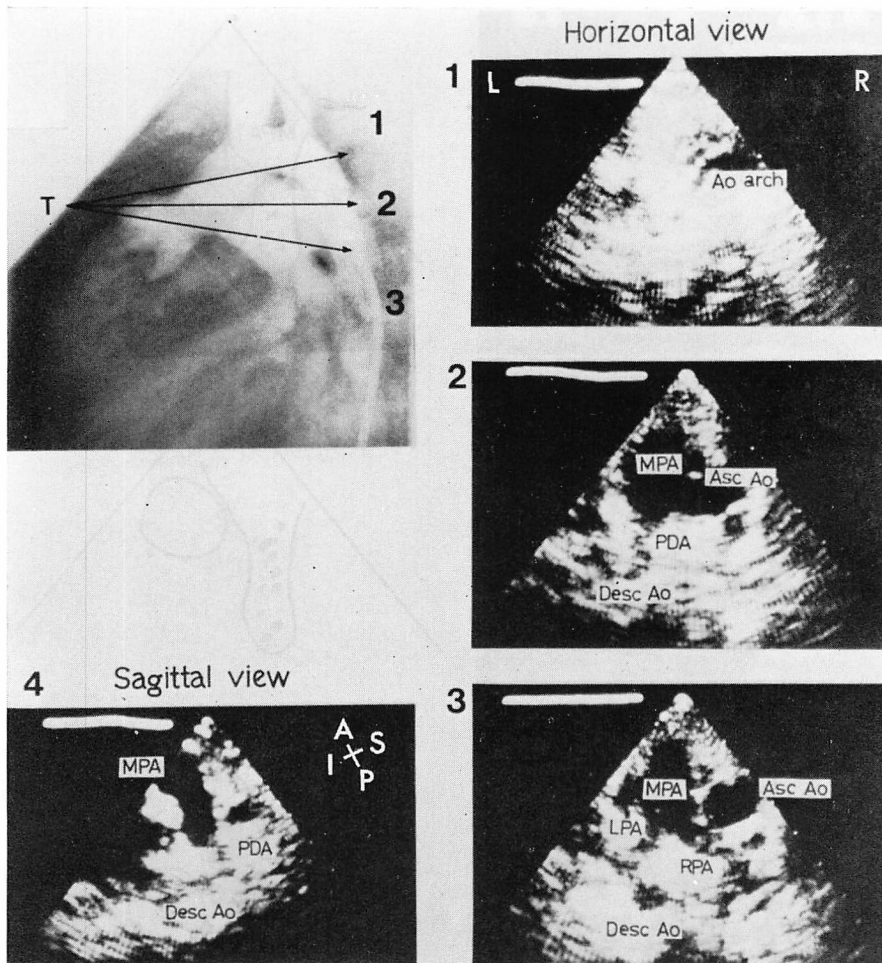 Horizontal view
1
L
R
Ao arch
T
1
2
3
2
MPA
Asc Ao
PDA
Desc Ao
4
Sagittal view
A
S
I
P
MPA
PDA
Desc Ao
3
MPA
Asc Ao
LPA
RPA
Desc Ao